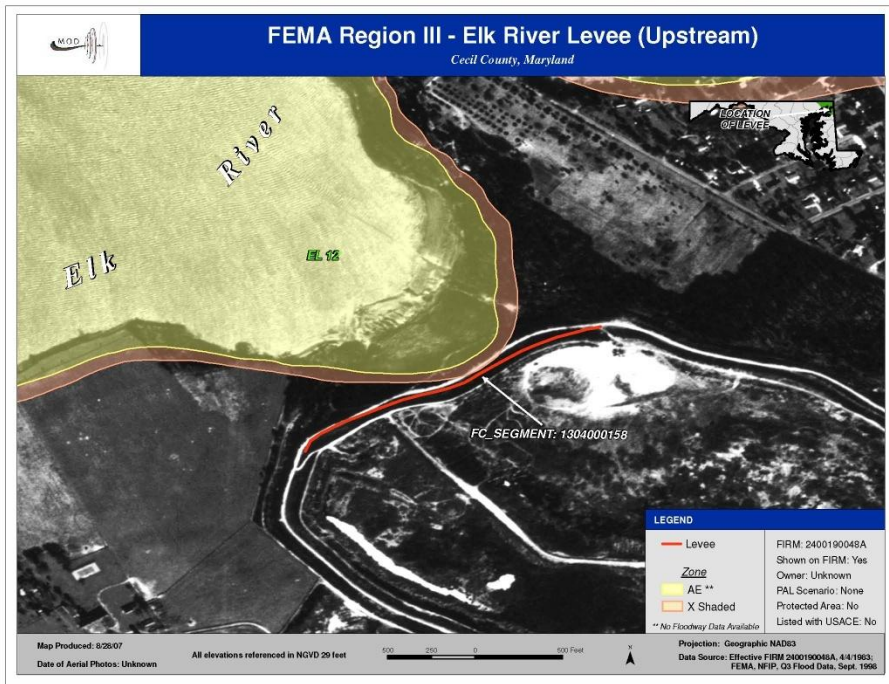 MOD
FEMA Region III - Elk River Levee (Upstream)
Cecil County, Maryland
LOCATION
OF LEVEE
Elk River
EL 12
FC_SEGMENT: 1304000158
LEGEND
Levee
Zone
AE **
X Shaded
** No Floodway Data Available
FIRM: 2400190048A
Shown on FIRM: Yes
Owner: Unknown
PAL Scenario: None
Protected Area: No
Listed with USACE: No
Map Produced: 8/28/07
Date of Aerial Photos: Unknown
All elevations referenced in NGVD 29 feet
500 250 0 500 Feet
N
Projection: Geographic NAD83
Data Source: Effective FIRM 2400190048A, 4/4/1983;
FEMA, NFIP, Q3 Flood Data, Sept. 1998